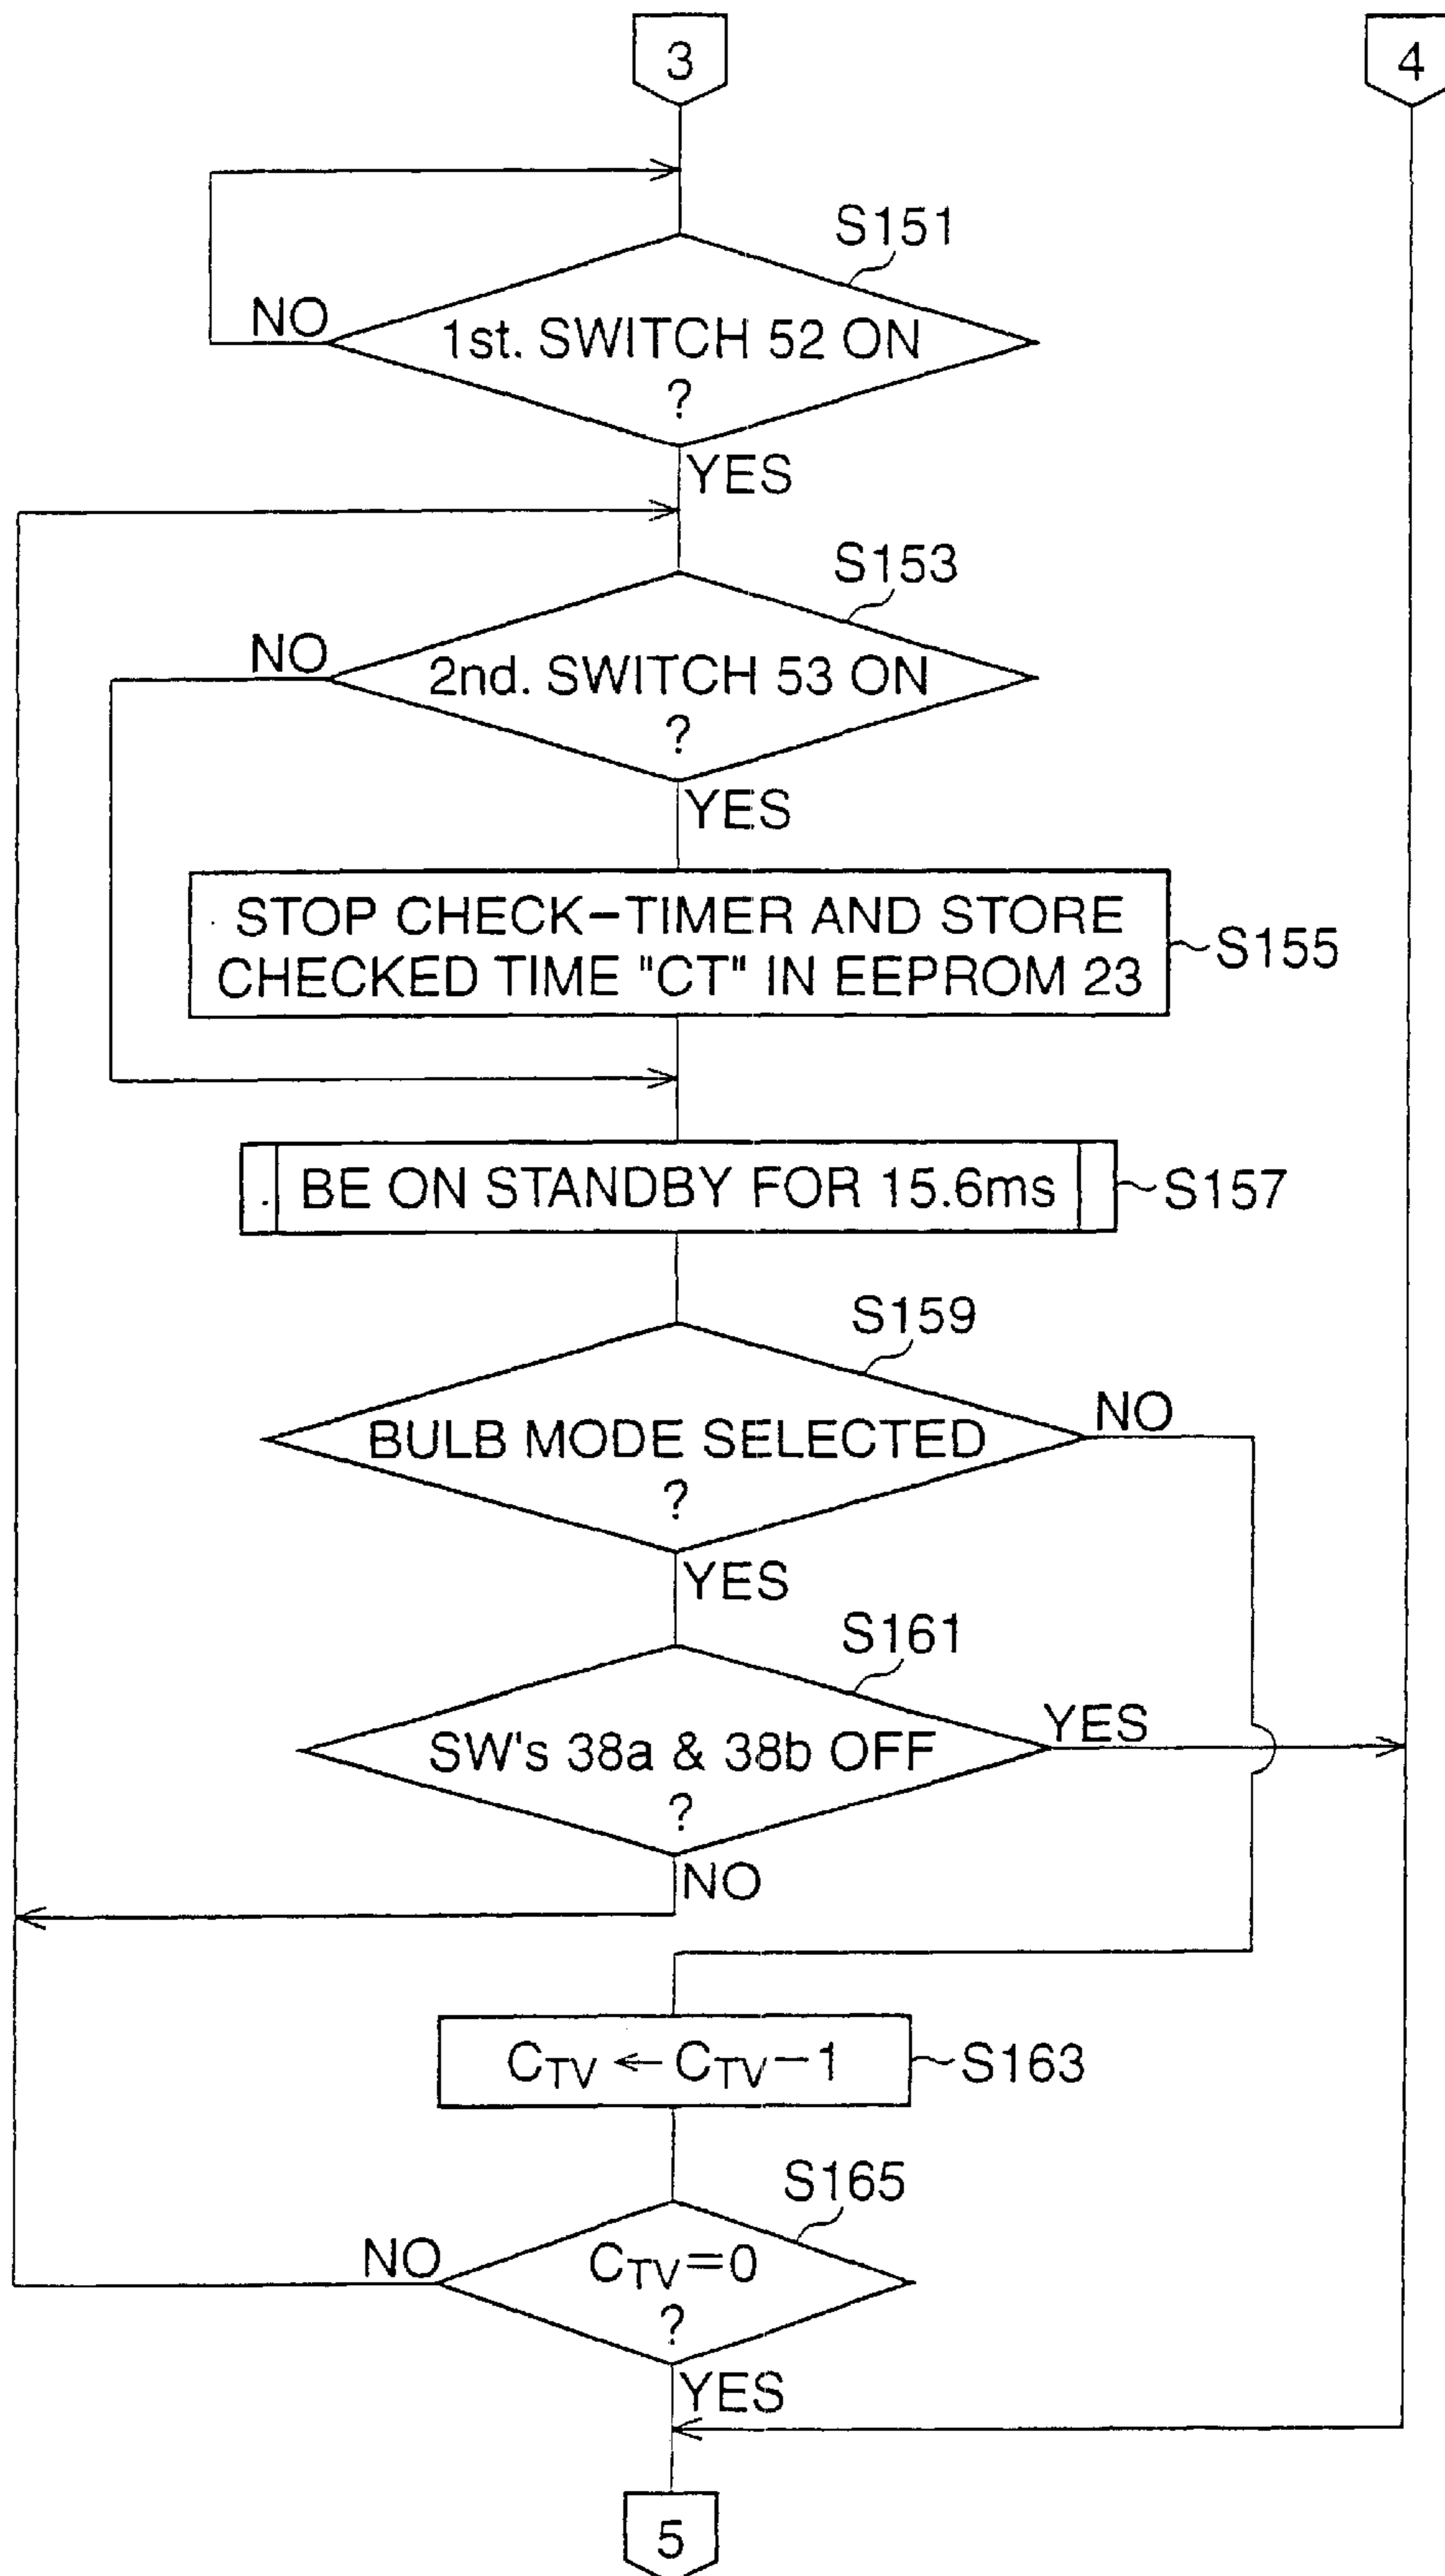 3
4
S151
NO
1st. SWITCH 52 ON
?
YES
S153
NO
2nd. SWITCH 53 ON
?
YES
STOP CHECK-TIMER AND STORE
CHECKED TIME "CT" IN EEPROM 23
S155
BE ON STANDBY FOR 15.6ms
S157
S159
NO
BULB MODE SELECTED
?
YES
S161
YES
SW's 38a & 38b OFF
?
NO
CTV ← CTV-1
S163
S165
NO
CTV=0
?
YES
5